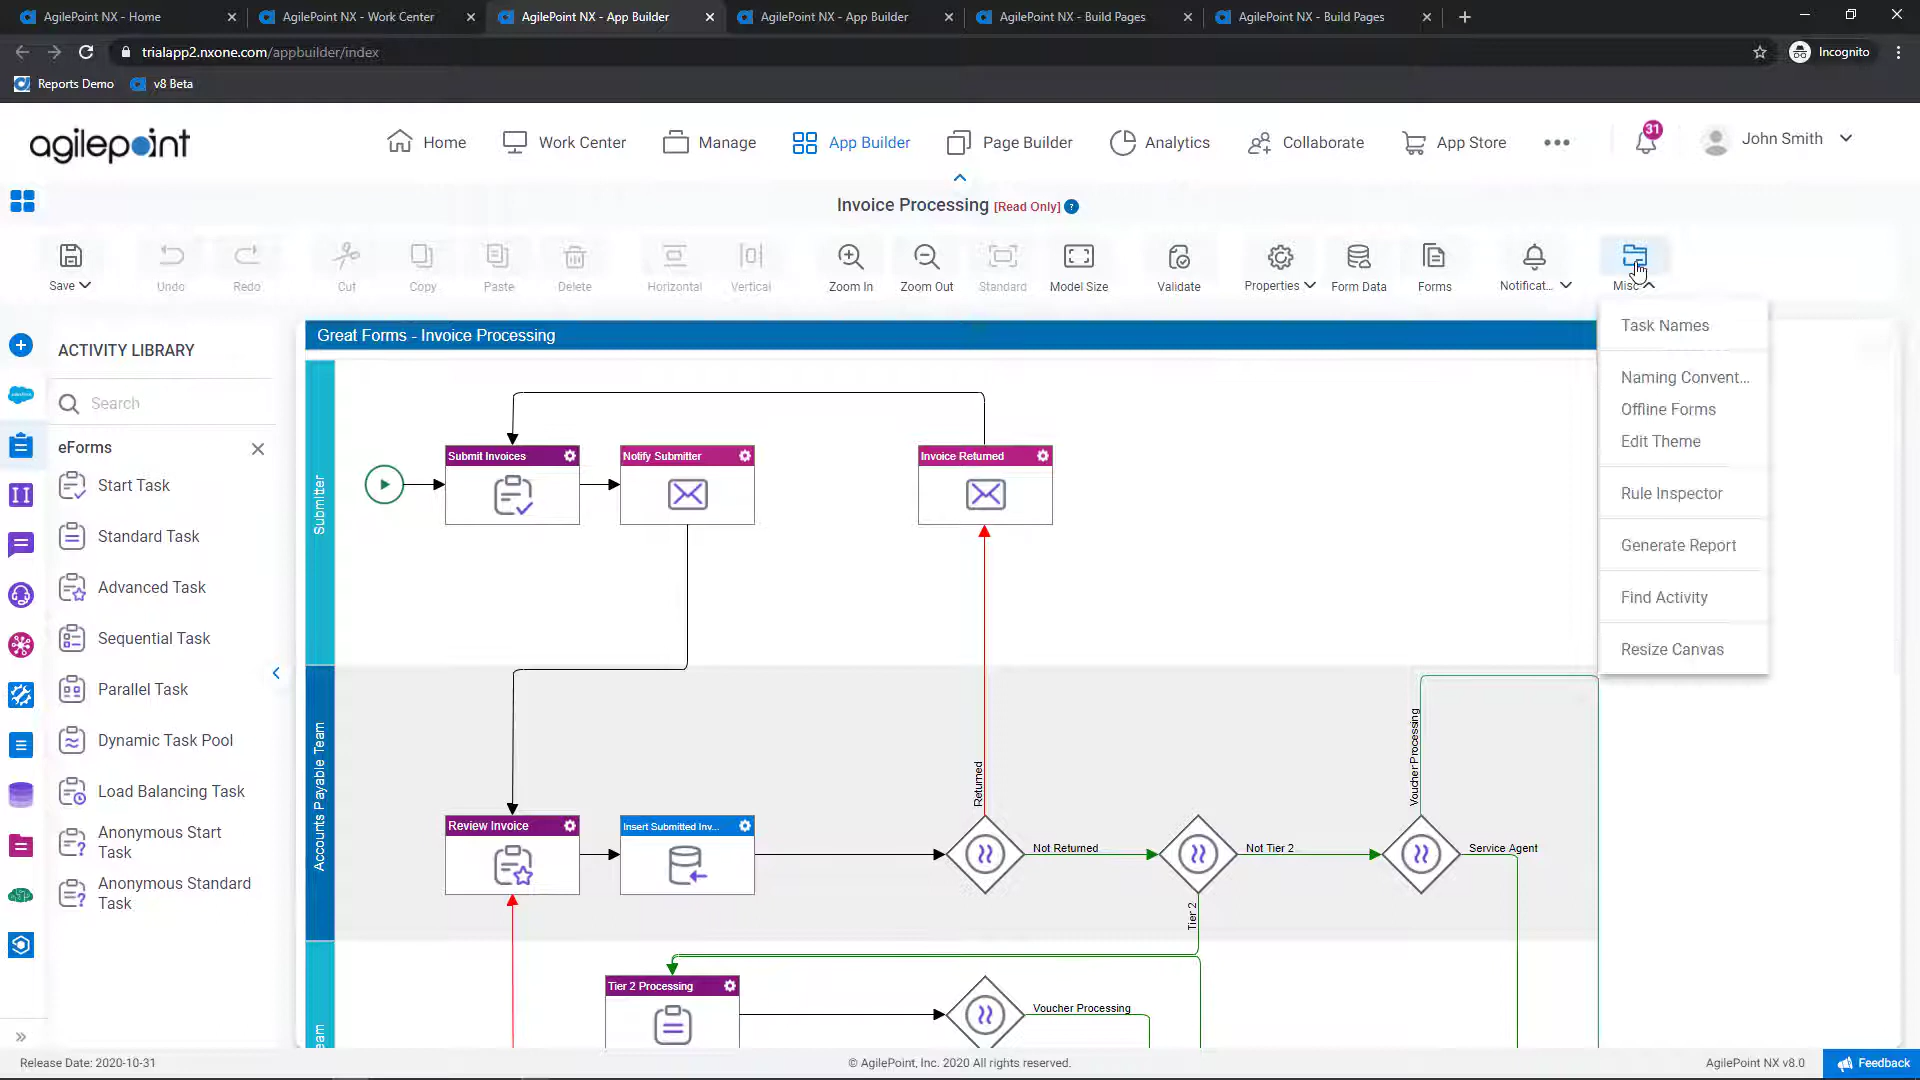 AgilePoint NX - Home
AgilePoint NX - Work Center
AgilePoint NX - App Builder
AgilePoint NX - App Builder
AgilePoint NX - Build Pages
AgilePoint NX - Build Pages
trialapp2.nxone.com/appbuilder/index
Incognito
Reports Demo
v8 Beta
agilepoint
Home
Work Center
Manage
App Builder
Page Builder
Analytics
Collaborate
App Store
31
John Smith
Invoice Processing [Read Only] ?
Save
Undo
Redo
Cut
Copy
Paste
Delete
Horizontal
Vertical
Zoom In
Zoom Out
Standard
Model Size
Validate
Properties
Form Data
Forms
Notificat...
Misc
Task Names
Naming Convent...
Offline Forms
Edit Theme
Rule Inspector
Generate Report
Find Activity
Resize Canvas
ACTIVITY LIBRARY
Search
eForms
Start Task
Standard Task
Advanced Task
Sequential Task
Parallel Task
Dynamic Task Pool
Load Balancing Task
Anonymous Start
Task
Anonymous Standard
Task
Great Forms - Invoice Processing
Submitter
Submit Invoices
Notify Submitter
Invoice Returned
Accounts Payable Team
Review Invoice
Insert Submitted Inv...
Returned
Not Returned
Not Tier 2
Tier 2
Voucher Processing
Service Agent
eam
Tier 2 Processing
Voucher Processing
Release Date: 2020-10-31
© AgilePoint, Inc. 2020 All rights reserved.
AgilePoint NX v8.0
Feedback